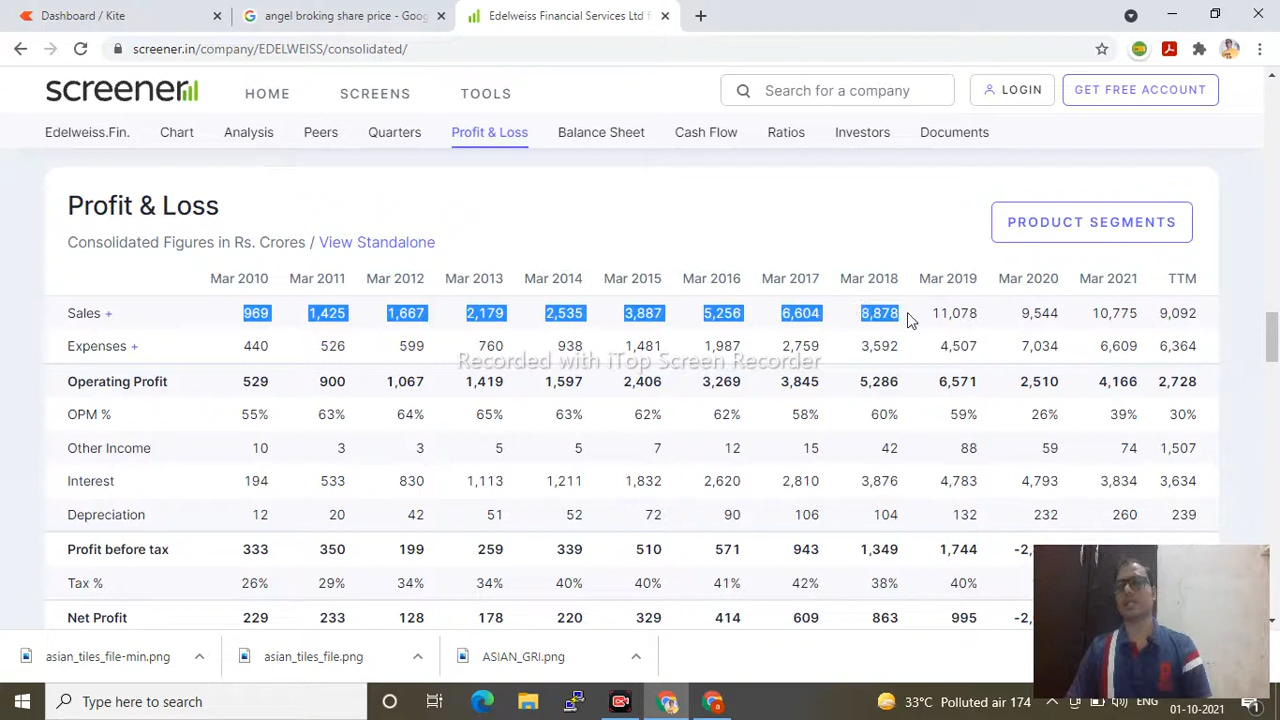 Dashboard / Kite
angel broking share price - Goog
Edelweiss Financial Services Ltd f
screener.in/company/EDELWEISS/consolidated/
screener
HOME SCREENS TOOLS
Search for a company
LOGIN
GET FREE ACCOUNT
Edelweiss.Fin. Chart Analysis Peers Quarters Profit & Loss Balance Sheet Cash Flow Ratios Investors Documents
Profit & Loss
Consolidated Figures in Rs. Crores / View Standalone
PRODUCT SEGMENTS
Mar 2010 Mar 2011 Mar 2012 Mar 2013 Mar 2014 Mar 2015 Mar 2016 Mar 2017 Mar 2018 Mar 2019 Mar 2020 Mar 2021 TTM
Sales + 969 1,425 1,667 2,179 2,535 3,887 5,256 6,604 8,878 11,078 9,544 10,775 9,092
Expenses + 440 526 599 760 938 1,481 1,987 2,759 3,592 4,507 7,034 6,609 6,364
Recorded with iTop Screen Recorder
Operating Profit 529 900 1,067 1,419 1,597 2,406 3,269 3,845 5,286 6,571 2,510 4,166 2,728
OPM % 55% 63% 64% 65% 63% 62% 62% 58% 60% 59% 26% 39% 30%
Other Income 10 3 3 5 5 7 12 15 42 88 59 74 1,507
Interest 194 533 830 1,113 1,211 1,832 2,620 2,810 3,876 4,783 4,793 3,834 3,634
Depreciation 12 20 42 51 52 72 90 106 104 132 232 260 239
Profit before tax 333 350 199 259 339 510 571 943 1,349 1,744 -2,
Tax % 26% 29% 34% 34% 40% 40% 41% 42% 38% 40%
Net Profit 229 233 128 178 220 329 414 609 863 995 -2,
asian_tiles_file-min.png
asian_tiles_file.png
ASIAN_GRI.png
Type here to search
33°C Polluted air 174
ENG
01-10-2021